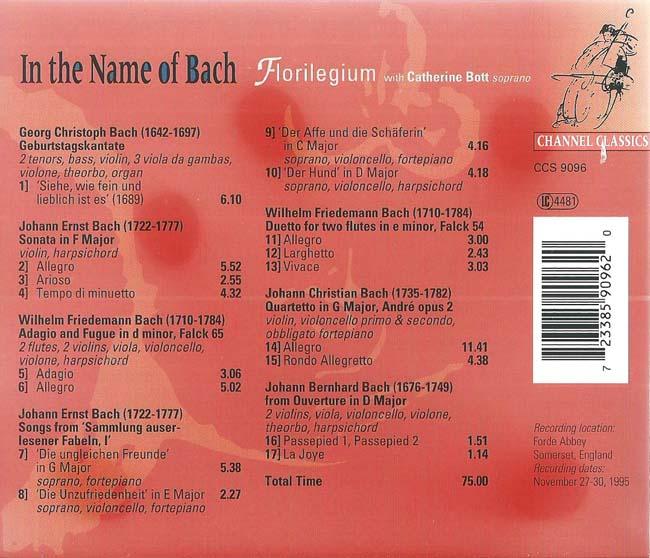 In the Name of Bach Florilegium with Catherine Bott soprano
Georg Christoph Bach (1642-1697)
Geburtstagskantate
2 tenors, bass, violin, 3 viola da gambas,
violone, theorbo, organ
1] 'Siehe, wie fein und
lieblich ist es' (1689) 6.10
Johann Ernst Bach (1722-1777)
Sonata in F Major
violin, harpsichord
2] Allegro 5.52
3] Arioso 2.55
4] Tempo di minuetto 4.32
Wilhelm Friedemann Bach (1710-1784)
Adagio and Fugue in d minor, Falck 65
2 flutes, 2 violins, viola, violoncello,
violone, harpsichord
5] Adagio 3.06
6] Allegro 5.02
Johann Ernst Bach (1722-1777)
Songs from 'Sammlung auser-
lesener Fabeln, I'
7] 'Die ungleichen Freunde'
in G Major 5.38
soprano, fortepiano
8] 'Die Unzufriedenheit' in E Major 2.27
soprano, violoncello, fortepiano
9] 'Der Affe und die Schäferin'
in C Major 4.16
soprano, violoncello, fortepiano
10] 'Der Hund' in D Major 4.18
soprano, violoncello, harpsichord
Wilhelm Friedemann Bach (1710-1784)
Duetto for two flutes in e minor, Falck 54
11] Allegro 3.00
12] Larghetto 2.43
13] Vivace 3.03
Johann Christian Bach (1735-1782)
Quartetto in G Major, André opus 2
violin, violoncello primo & secondo,
obbligato fortepiano
14] Allegro 11.41
15] Rondo Allegretto 4.38
Johann Bernhard Bach (1676-1749)
from Ouverture in D Major
2 violins, viola, violoncello, violone,
theorbo, harpsichord
16] Passepied 1, Passepied 2 1.51
17] La Joye 1.14
Total Time 75.00
CHANNEL CLASSICS
CCS 9096
LC 4481
7 23385 90962 0
Recording location:
Forde Abbey
Somerset, England
Recording dates:
November 27-30, 1995